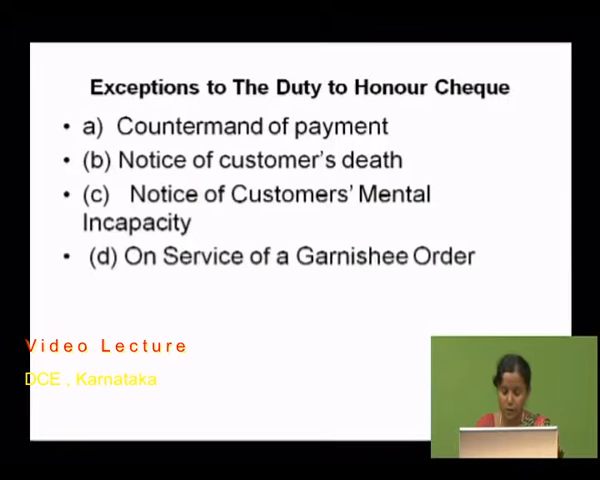 Exceptions to The Duty to Honour Cheque
• a) Countermand of payment
• (b) Notice of customer's death
• (c) Notice of Customers' Mental
Incapacity
• (d) On Service of a Garnishee Order
Video Lecture
DCE , Karnataka